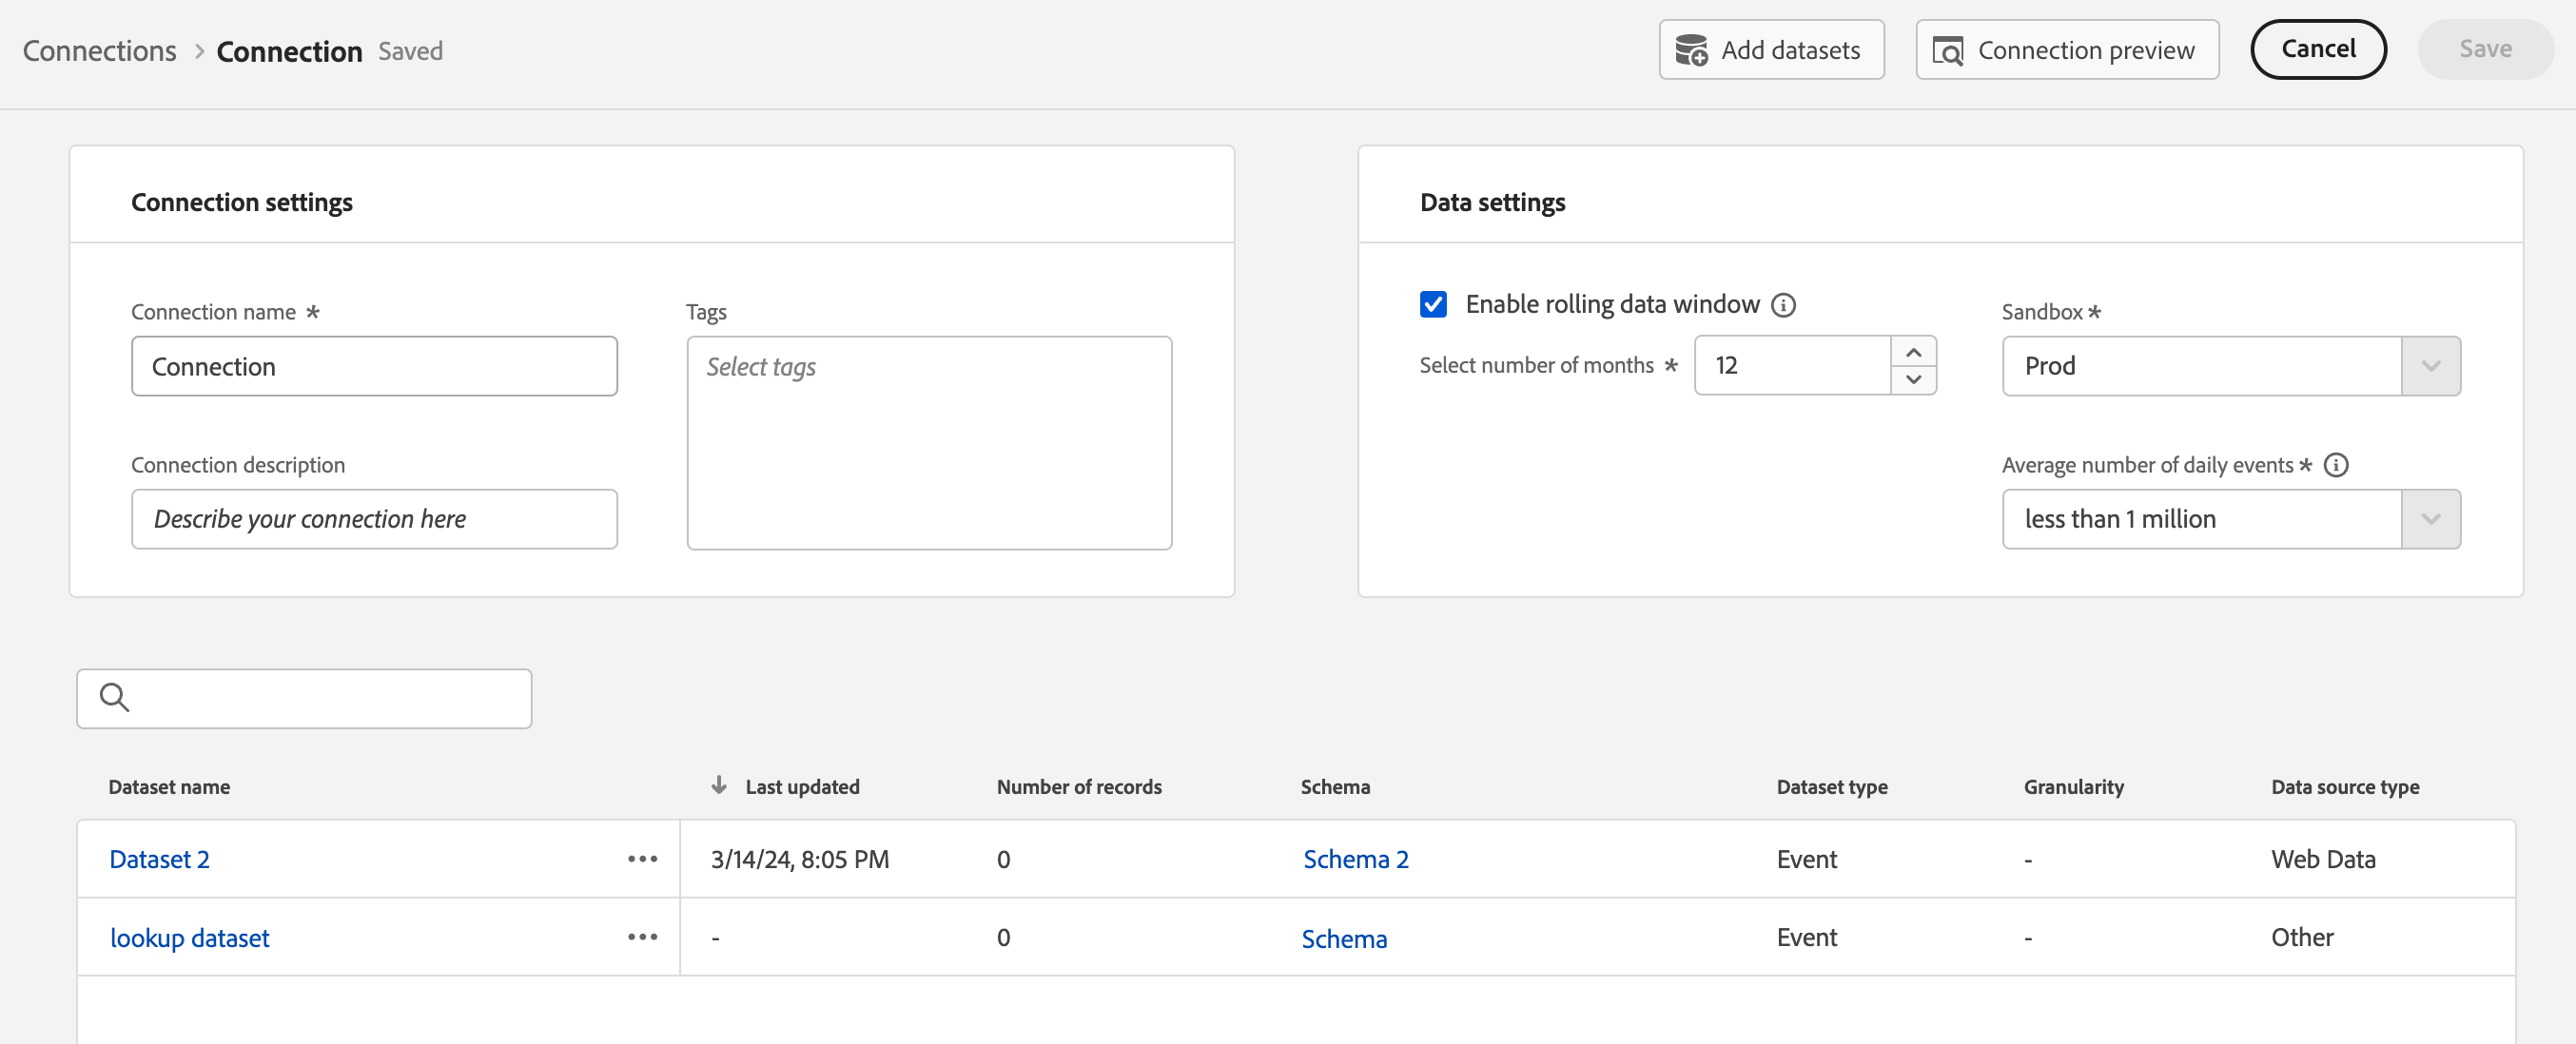 Connections > Connection Saved
Add datasets
Connection preview
Cancel
Save
Connection settings
Connection name *
Connection
Tags
Select tags
Connection description
Describe your connection here
Data settings
Enable rolling data window
Select number of months * 12
Sandbox *
Prod
Average number of daily events *
less than 1 million
Dataset name Last updated Number of records Schema Dataset type Granularity Data source type
Dataset 2 ••• 3/14/24, 8:05 PM 0 Schema 2 Event - Web Data
lookup dataset ••• - 0 Schema Event - Other